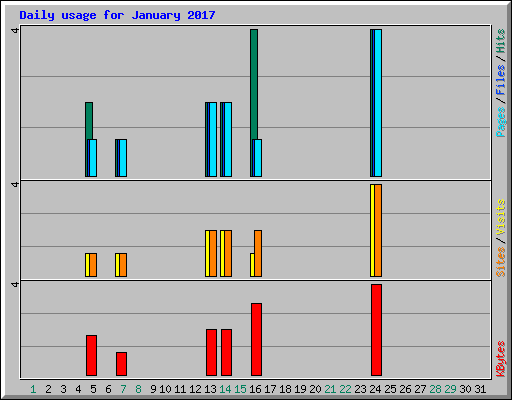 Daily usage for January 2017
4
Pages / Files / Hits
4
Sites / Visits
4
KBytes
1 2 3 4 5 6 7 8 9 10 11 12 13 14 15 16 17 18 19 20 21 22 23 24 25 26 27 28 29 30 31